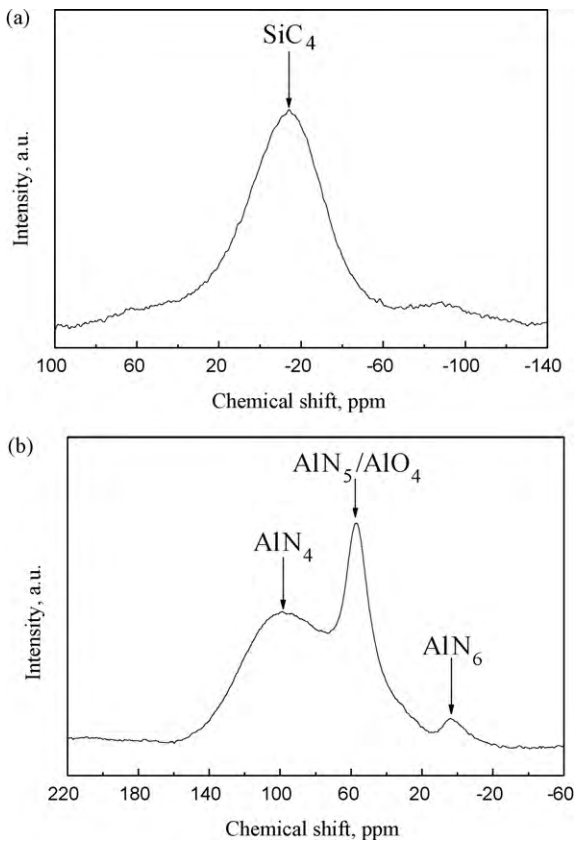 (a)
SiC4
Intensity, a.u.
100 60 20 -20 -60 -100 -140
Chemical shift, ppm
(b)
AlN5/AlO4
AlN4
AlN6
Intensity, a.u.
220 180 140 100 60 20 -20 -60
Chemical shift, ppm